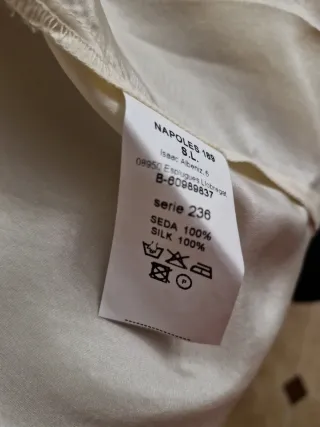 NAPOLES 189
S.L.
Isaac Albeniz, 6
08950 Esplugues Llobregat
B-60989837
serie 236
SEDA 100%
SILK 100%
P